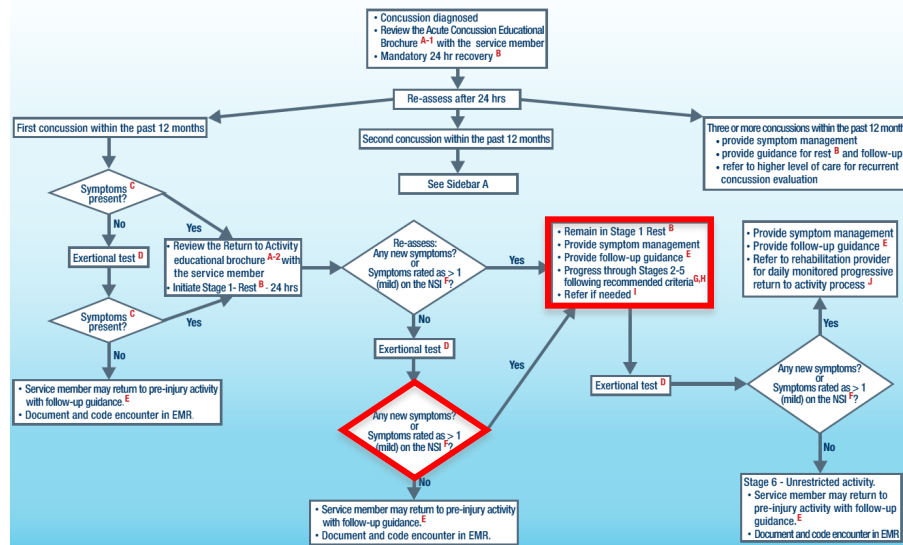 • Concussion diagnosed
• Review the Acute Concussion Educational
Brochure A-1 with the service member
• Mandatory 24 hr recovery B
Re-assess after 24 hrs
First concussion within the past 12 months
Second concussion within the past 12 months
Three or more concussions within the past 12 month
• provide symptom management
• provide guidance for rest B and follow-up
• refer to higher level of care for recurrent
concussion evaluation
See Sidebar A
Symptoms C
present?
Yes
No
Exertional test D
• Review the Return to Activity
educational brochure A-2 with
the service member
• Initiate Stage 1- Rest B - 24 hrs
Symptoms C
present?
Yes
No
• Service member may return to pre-injury activity
with follow-up guidance. E
• Document and code encounter in EMR.
Re-assess:
Any new symptoms?
or
Symptoms rated as > 1
(mild) on the NSI F?
Yes
No
Exertional test D
Any new symptoms?
or
Symptoms rated as > 1
(mild) on the NSI F?
Yes
No
• Service member may return to pre-injury activity
with follow-up guidance. E
• Document and code encounter in EMR.
• Remain in Stage 1 Rest B
• Provide symptom management
• Provide follow-up guidance E
• Progress through Stages 2-5
following recommended criteria G,H
• Refer if needed I
Exertional test D
• Provide symptom management
• Provide follow-up guidance E
• Refer to rehabilitation provider
for daily monitored progressive
return to activity process J
Yes
Any new symptoms?
or
Symptoms rated as > 1
(mild) on the NSI F?
No
Stage 6 - Unrestricted activity.
• Service member may return to
pre-injury activity with follow-up
guidance. E
• Document and code encounter in EMR